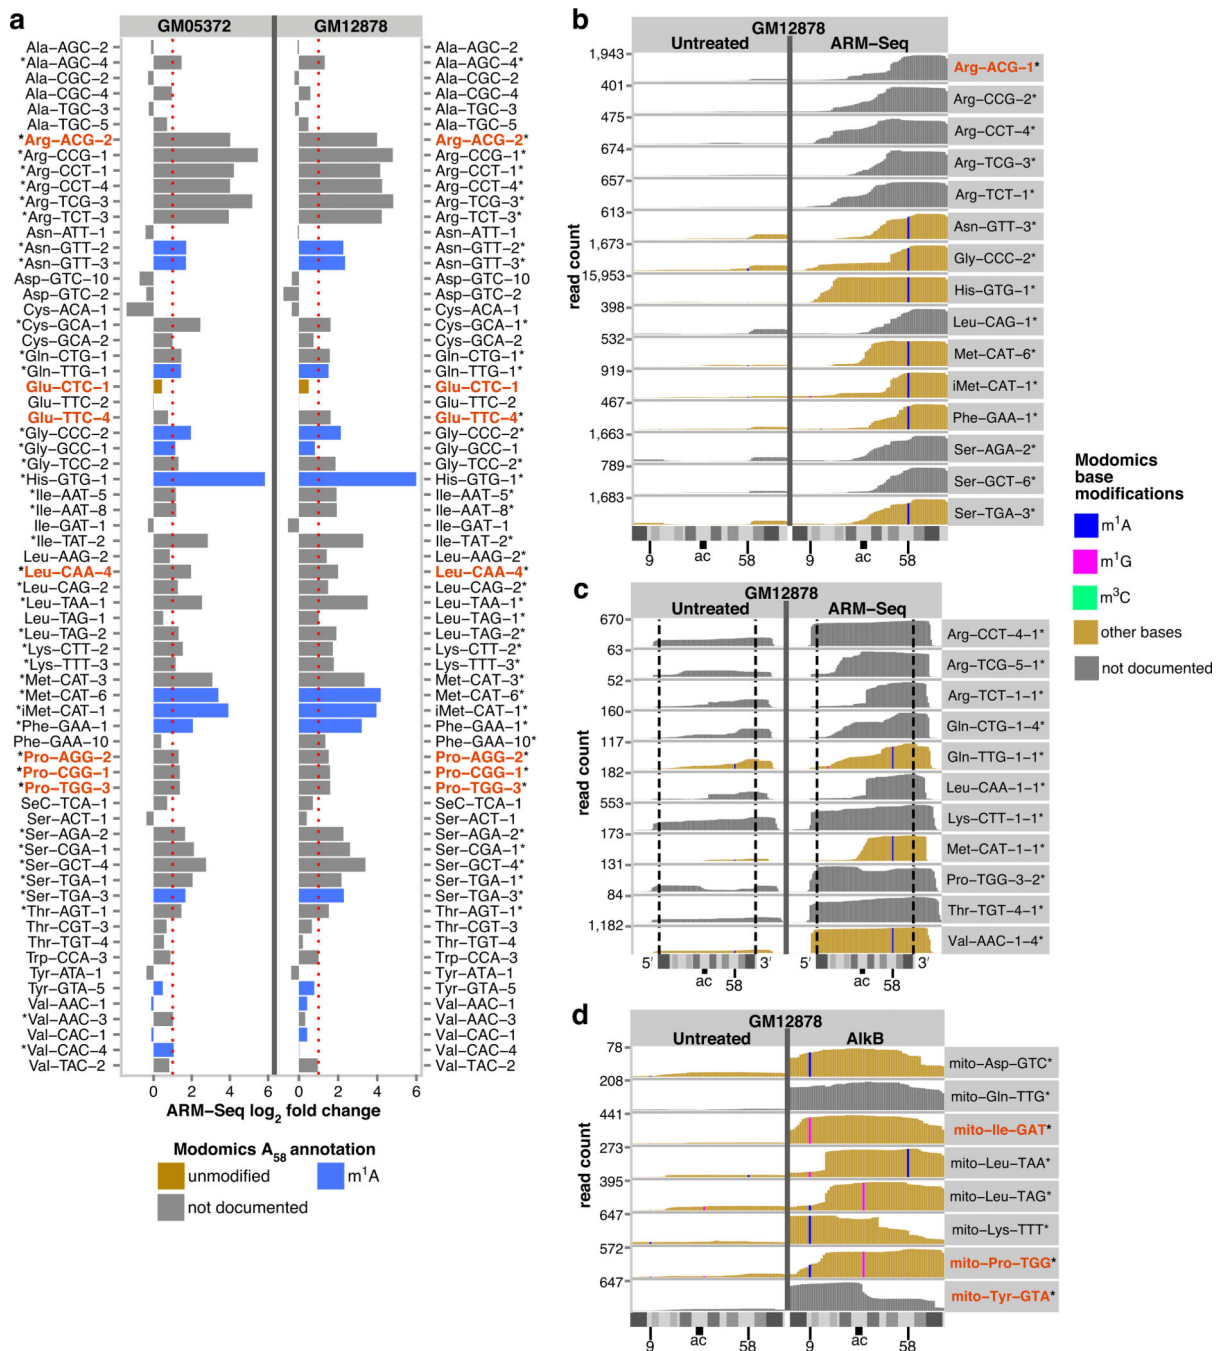 a
GM05372 GM12878
Ala–AGC–2 Ala–AGC–2
*Ala–AGC–4 Ala–AGC–4*
Ala–CGC–2 Ala–CGC–2
Ala–CGC–4 Ala–CGC–4
Ala–TGC–3 Ala–TGC–3
Ala–TGC–5 Ala–TGC–5
*Arg–ACG–2 Arg–ACG–2*
*Arg–CCG–1 Arg–CCG–1*
*Arg–CCT–1 Arg–CCT–1*
*Arg–CCT–4 Arg–CCT–4*
*Arg–TCG–3 Arg–TCG–3*
*Arg–TCT–3 Arg–TCT–3*
Asn–ATT–1 Asn–ATT–1
*Asn–GTT–2 Asn–GTT–2*
*Asn–GTT–3 Asn–GTT–3*
Asp–GTC–10 Asp–GTC–10
Asp–GTC–2 Asp–GTC–2
Cys–ACA–1 Cys–ACA–1
*Cys–GCA–1 Cys–GCA–1*
Cys–GCA–2 Cys–GCA–2
*Gln–CTG–1 Gln–CTG–1*
*Gln–TTG–1 Gln–TTG–1*
Glu–CTC–1 Glu–CTC–1
Glu–TTC–2 Glu–TTC–2
Glu–TTC–4 Glu–TTC–4*
*Gly–CCC–2 Gly–CCC–2*
*Gly–GCC–1 Gly–GCC–1
*Gly–TCC–2 Gly–TCC–2*
*His–GTG–1 His–GTG–1*
*Ile–AAT–5 Ile–AAT–5*
*Ile–AAT–8 Ile–AAT–8*
Ile–GAT–1 Ile–GAT–1
*Ile–TAT–2 Ile–TAT–2*
Leu–AAG–2 Leu–AAG–2*
*Leu–CAA–4 Leu–CAA–4*
*Leu–CAG–2 Leu–CAG–2*
*Leu–TAA–1 Leu–TAA–1*
Leu–TAG–1 Leu–TAG–1*
*Leu–TAG–2 Leu–TAG–2*
*Lys–CTT–2 Lys–CTT–2*
*Lys–TTT–3 Lys–TTT–3*
*Met–CAT–3 Met–CAT–3*
*Met–CAT–6 Met–CAT–6*
*iMet–CAT–1 iMet–CAT–1*
*Phe–GAA–1 Phe–GAA–1*
Phe–GAA–10 Phe–GAA–10*
*Pro–AGG–2 Pro–AGG–2*
*Pro–CGG–1 Pro–CGG–1*
*Pro–TGG–3 Pro–TGG–3*
SeC–TCA–1 SeC–TCA–1
Ser–ACT–1 Ser–ACT–1
*Ser–AGA–2 Ser–AGA–2*
*Ser–CGA–1 Ser–CGA–1*
*Ser–GCT–4 Ser–GCT–4*
*Ser–TGA–1 Ser–TGA–1*
*Ser–TGA–3 Ser–TGA–3*
*Thr–AGT–1 Thr–AGT–1*
Thr–CGT–3 Thr–CGT–3
Thr–TGT–4 Thr–TGT–4
Trp–CCA–3 Trp–CCA–3
Tyr–ATA–1 Tyr–ATA–1
Tyr–GTA–5 Tyr–GTA–5
Val–AAC–1 Val–AAC–1
*Val–AAC–3 Val–AAC–3
Val–CAC–1 Val–CAC–1
*Val–CAC–4 Val–CAC–4
Val–TAC–2 Val–TAC–2
0 2 4 6 0 2 4 6
ARM–Seq log2 fold change
Modomics A58 annotation
unmodified m1A
not documented
b
GM12878
Untreated ARM–Seq
read count
1,943 Arg–ACG–1*
401 Arg–CCG–2*
475 Arg–CCT–4*
674 Arg–TCG–3*
657 Arg–TCT–1*
613 Asn–GTT–3*
1,673 Gly–CCC–2*
15,953 His–GTG–1*
398 Leu–CAG–1*
532 Met–CAT–6*
919 iMet–CAT–1*
467 Phe–GAA–1*
1,663 Ser–AGA–2*
789 Ser–GCT–6*
1,683 Ser–TGA–3*
9 ac 58 9 ac 58
Modomics
base
modifications
m1A
m1G
m3C
other bases
not documented
c
GM12878
Untreated ARM–Seq
read count
670 Arg–CCT–4–1*
63 Arg–TCG–5–1*
52 Arg–TCT–1–1*
160 Gln–CTG–1–4*
117 Gln–TTG–1–1*
182 Leu–CAA–1–1*
553 Lys–CTT–1–1*
173 Met–CAT–1–1*
131 Pro–TGG–3–2*
84 Thr–TGT–4–1*
1,182 Val–AAC–1–4*
5′ 3′ 5′ 3′
ac 58 ac 58
d
GM12878
Untreated AlkB
read count
78 mito–Asp–GTC*
208 mito–Gln–TTG*
441 mito–Ile–GAT*
273 mito–Leu–TAA*
395 mito–Leu–TAG*
647 mito–Lys–TTT*
572 mito–Pro–TGG*
647 mito–Tyr–GTA*
9 ac 58 9 ac 58